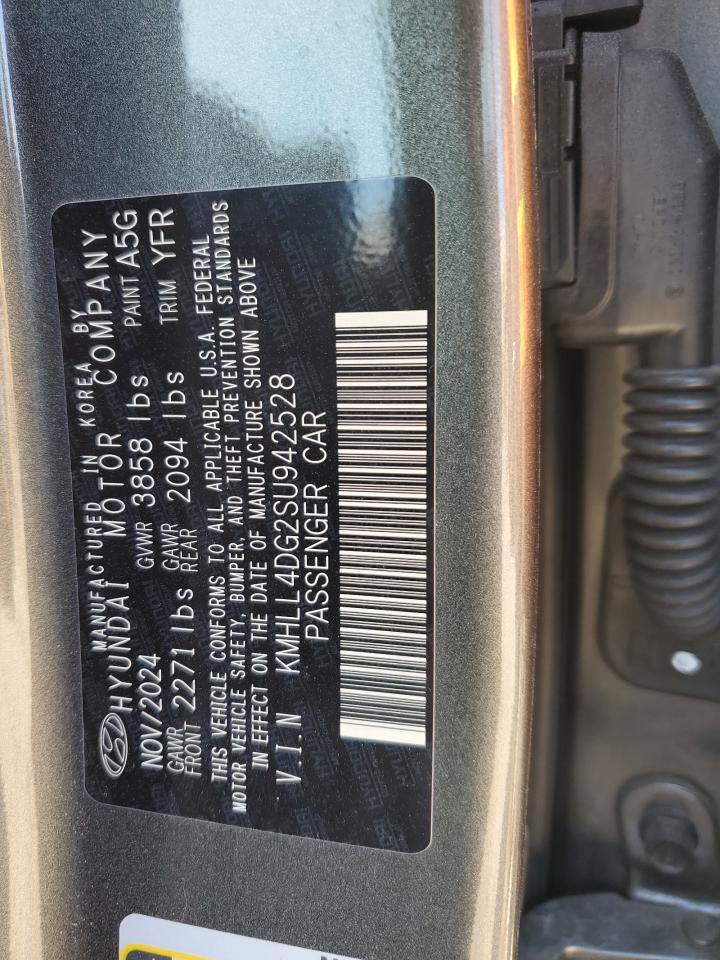 MANUFACTURED IN KOREA BY
HYUNDAI MOTOR COMPANY
NOV/2024 GVWR 3858 lbs PAINT A5G
GAWR FRONT 2271lbs GAWR REAR 2094 lbs TRIM YFR
THIS VEHICLE CONFORMS TO ALL APPLICABLE U.S.A. FEDERAL
MOTOR VEHICLE SAFETY, BUMPER, AND THEFT PREVENTION STANDARDS
IN EFFECT ON THE DATE OF MANUFACTURE SHOWN ABOVE
V.I.N KMHLL4DG2SU942528
PASSENGER CAR